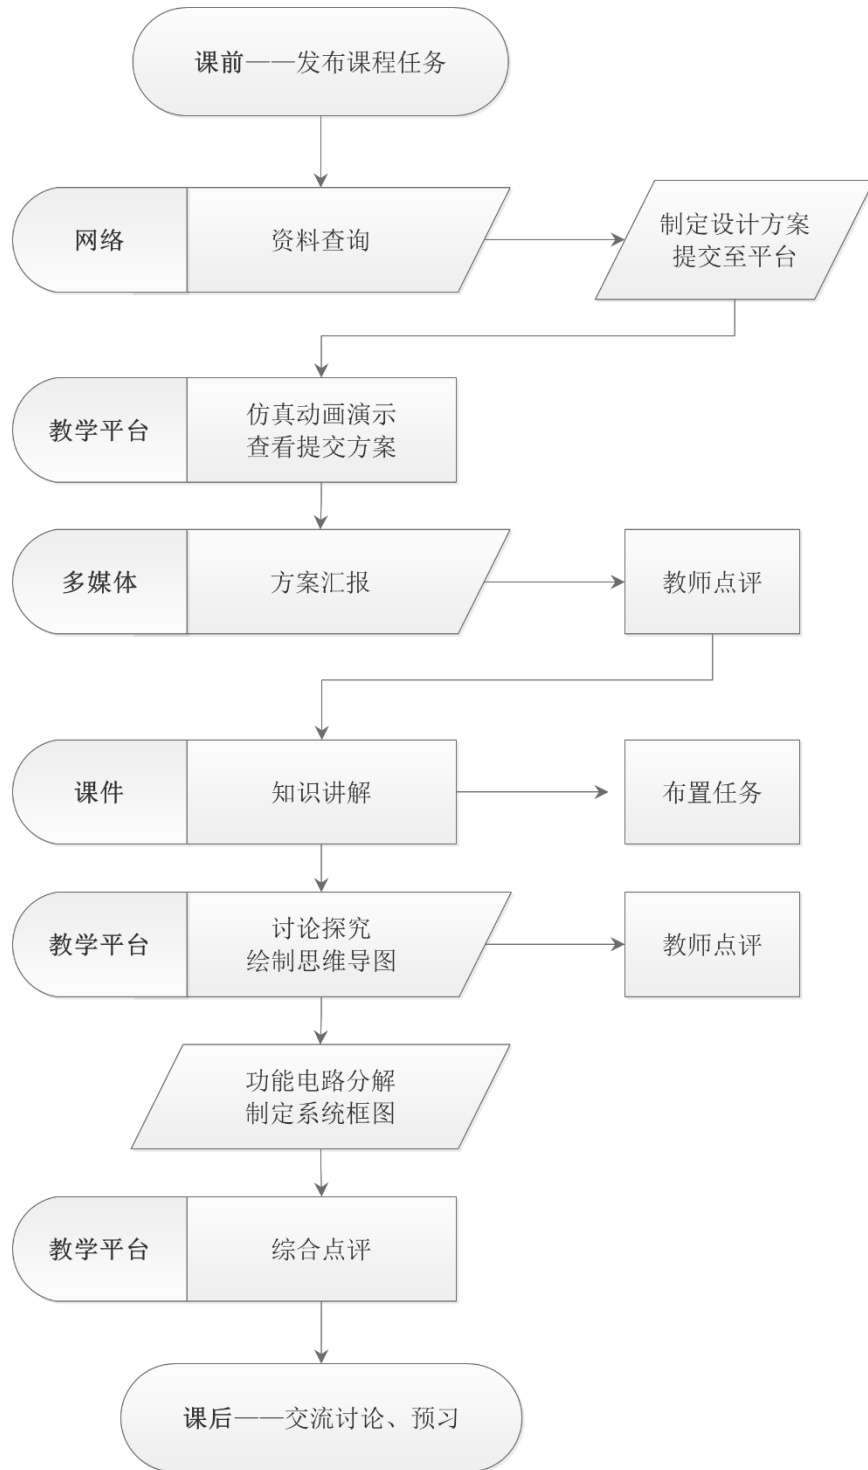 课前——发布课程任务
网络
资料查询
制定设计方案
提交至平台
教学平台
仿真动画演示
查看提交方案
多媒体
方案汇报
教师点评
课件
知识讲解
布置任务
教学平台
讨论探究
绘制思维导图
教师点评
功能电路分解
制定系统框图
教学平台
综合点评
课后——交流讨论、预习